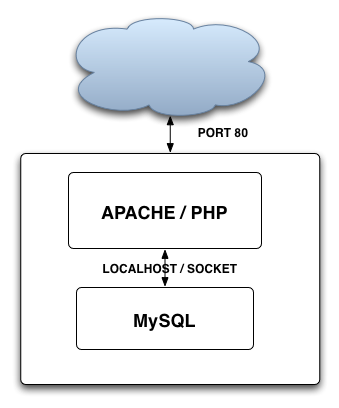 PORT 80
APACHE / PHP
LOCALHOST / SOCKET
MySQL